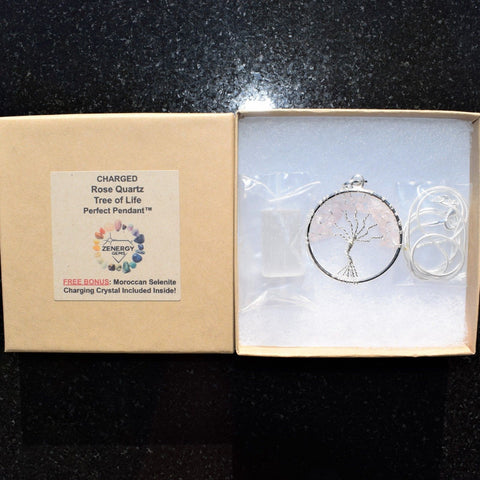 CHARGED
Rose Quartz
Tree of Life
Perfect Pendant™
ZENERGY
GEMS
FREE BONUS: Moroccan Selenite
Charging Crystal Included Inside!